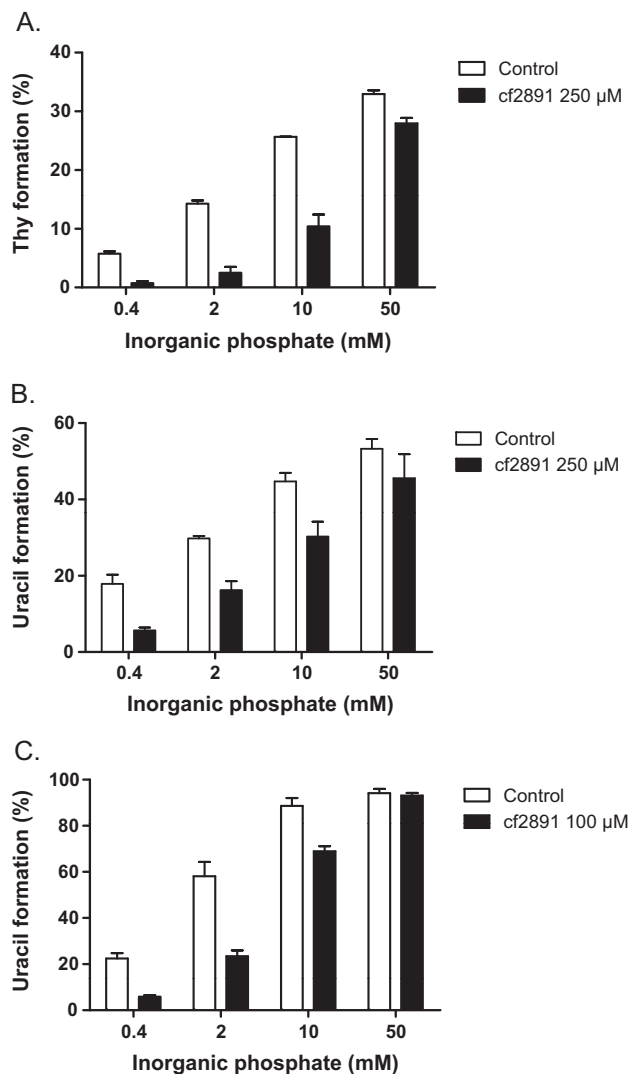 A.
Thy formation (%)
40
30
20
10
0
0.4 2 10 50
Inorganic phosphate (mM)
Control
cf2891 250 µM
B.
Uracil formation (%)
60
40
20
0
0.4 2 10 50
Inorganic phosphate (mM)
Control
cf2891 250 µM
C.
Uracil formation (%)
100
80
60
40
20
0
0.4 2 10 50
Inorganic phosphate (mM)
Control
cf2891 100 µM